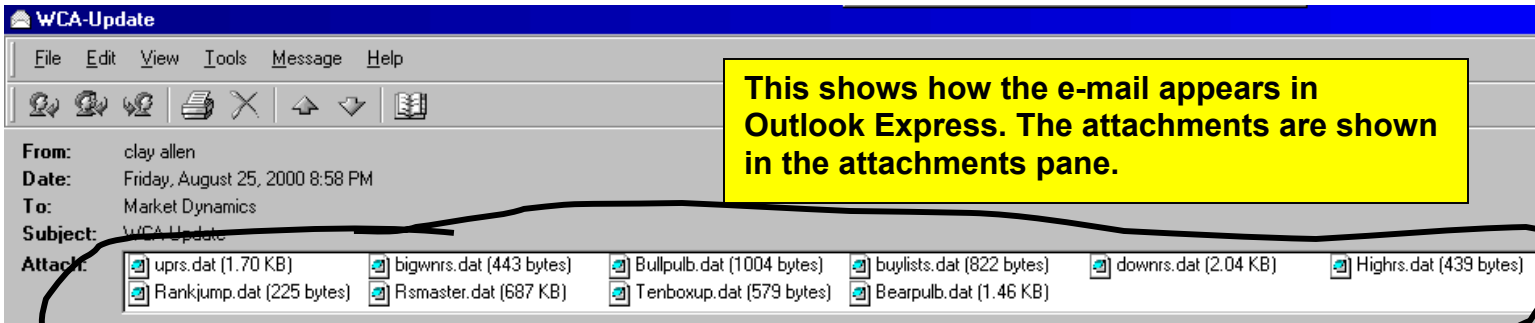 WCA-Update
File Edit View Tools Message Help
This shows how the e-mail appears in
Outlook Express. The attachments are shown
in the attachments pane.
From: clay allen
Date: Friday, August 25, 2000 8:58 PM
To: Market Dynamics
Subject: WCA-Update
Attach: uprs.dat (1.70 KB) bigwnrs.dat (443 bytes) Bullpulb.dat (1004 bytes) buylists.dat (822 bytes) downrs.dat (2.04 KB) Highrs.dat (439 bytes)
Rankjump.dat (225 bytes) Rsmaster.dat (687 KB) Tenboxup.dat (579 bytes) Bearpulb.dat (1.46 KB)